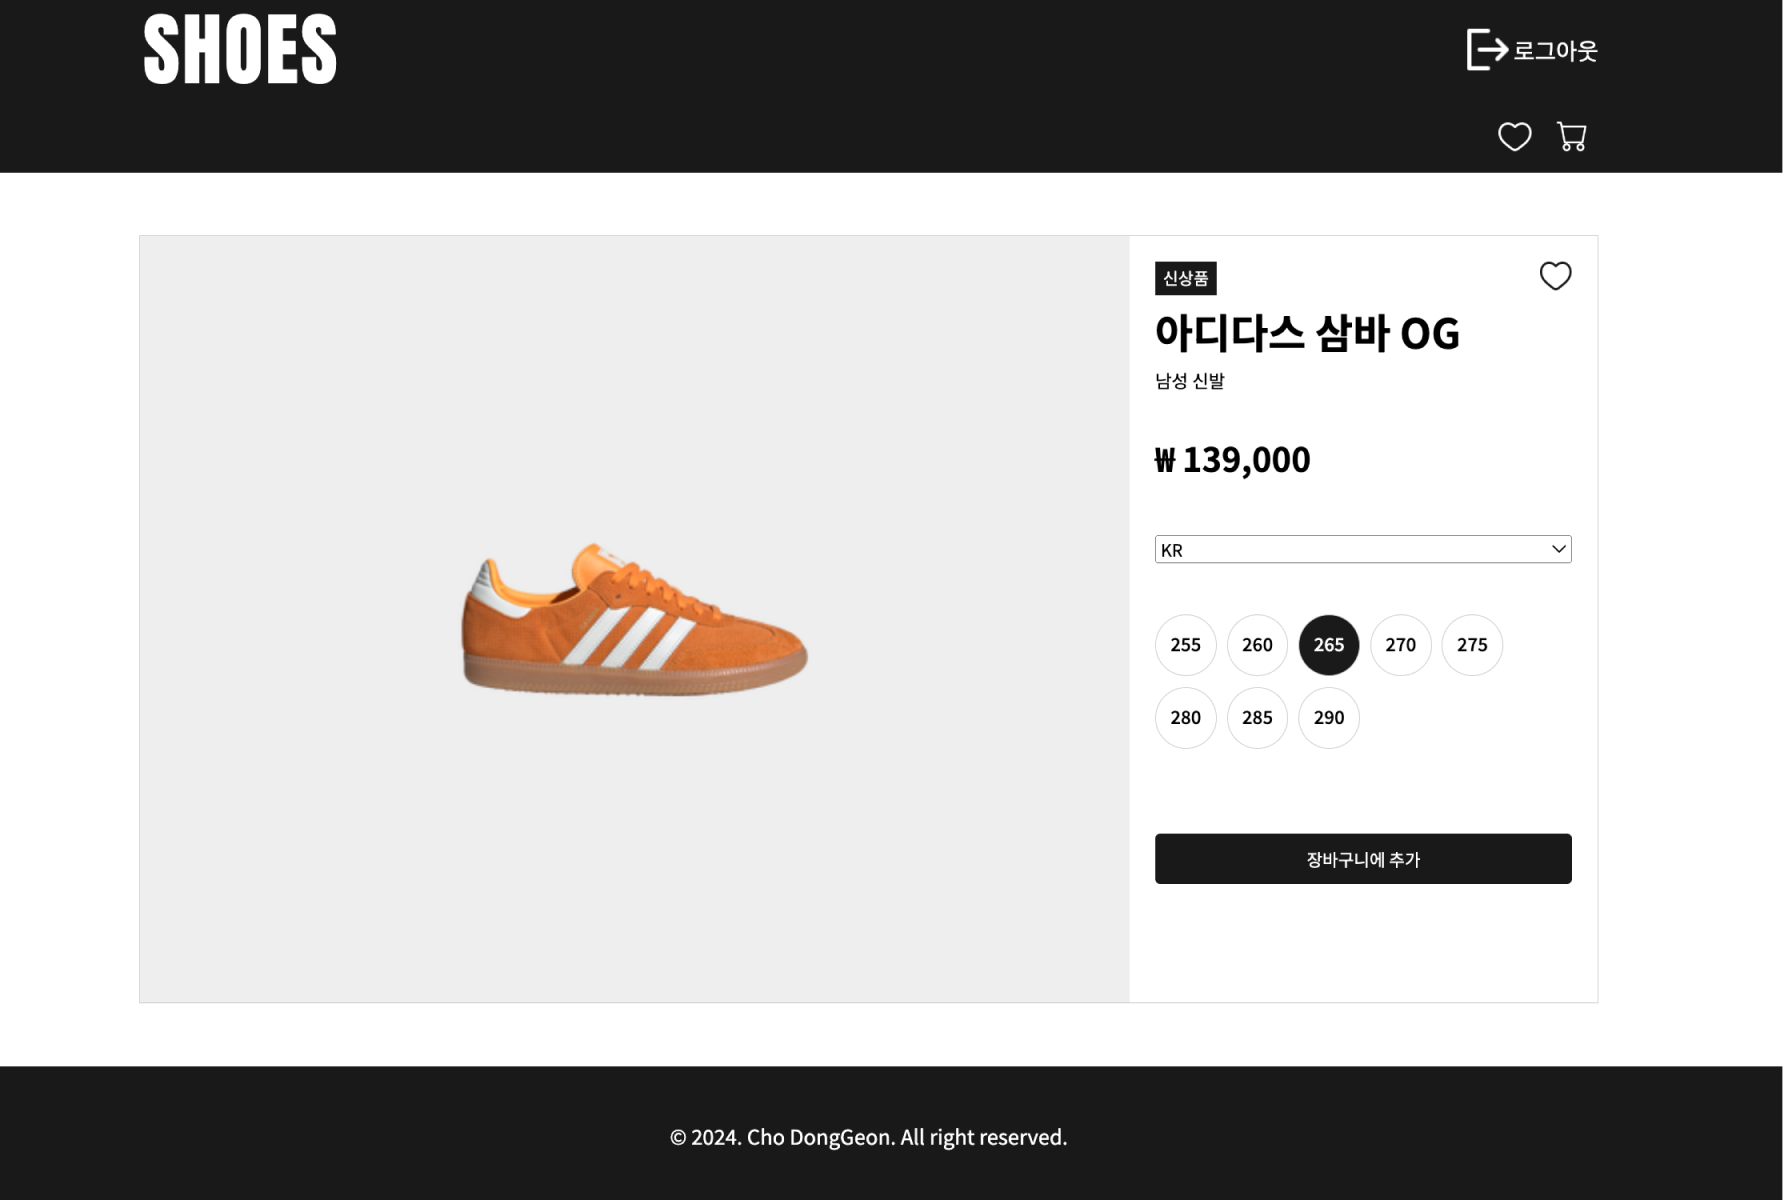 SHOES
로그아웃
신상품
아디다스 삼바 OG
남성 신발
₩ 139,000
KR
255 260 265 270 275
280 285 290
장바구니에 추가
© 2024. Cho DongGeon. All right reserved.